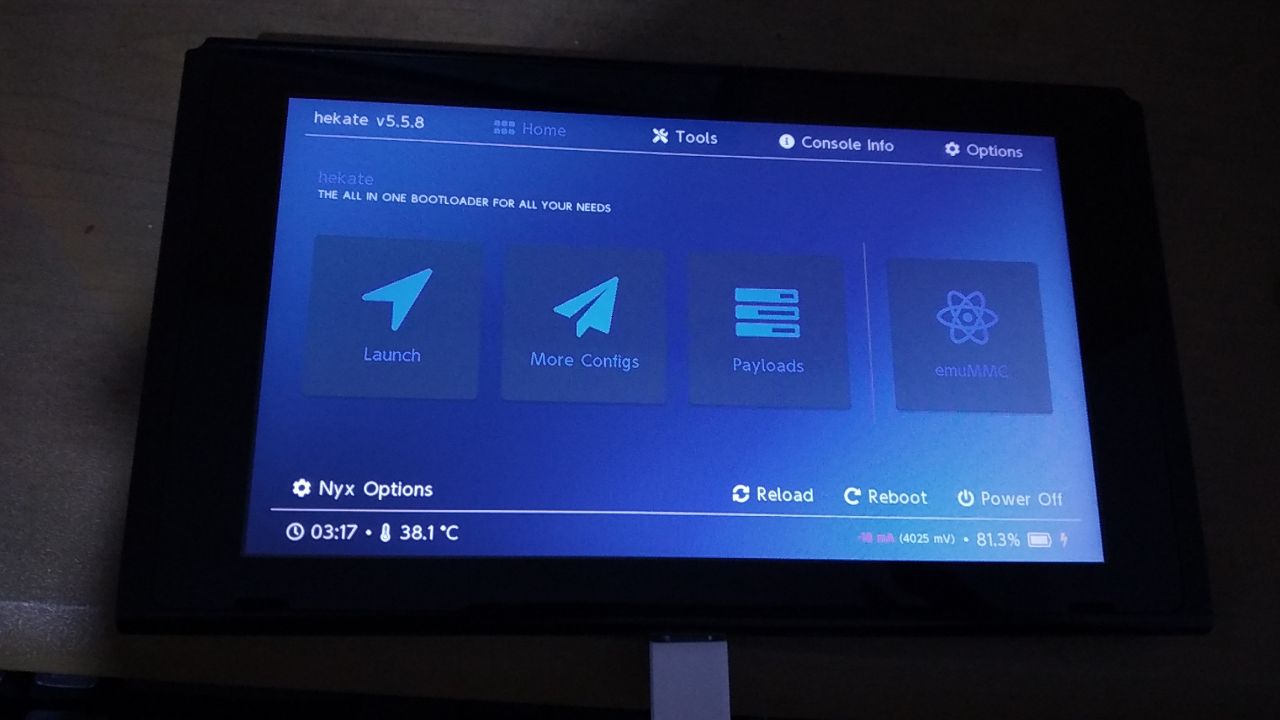 hekate v5.5.8 Home Tools Console Info Options
hekate
THE ALL IN ONE BOOTLOADER FOR ALL YOUR NEEDS
Launch More Configs Payloads emuMMC
Nyx Options Reload Reboot Power Off
03:17 • 38.1 °C -18 mA (4025 mV) • 81.3%